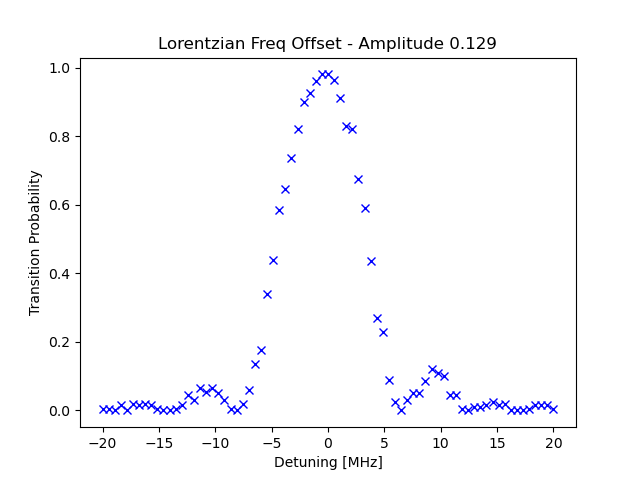 Lorentzian Freq Offset - Amplitude 0.129
1.0
0.8
0.6
0.4
0.2
0.0
Transition Probability
−20 −15 −10 −5 0 5 10 15 20
Detuning [MHz]